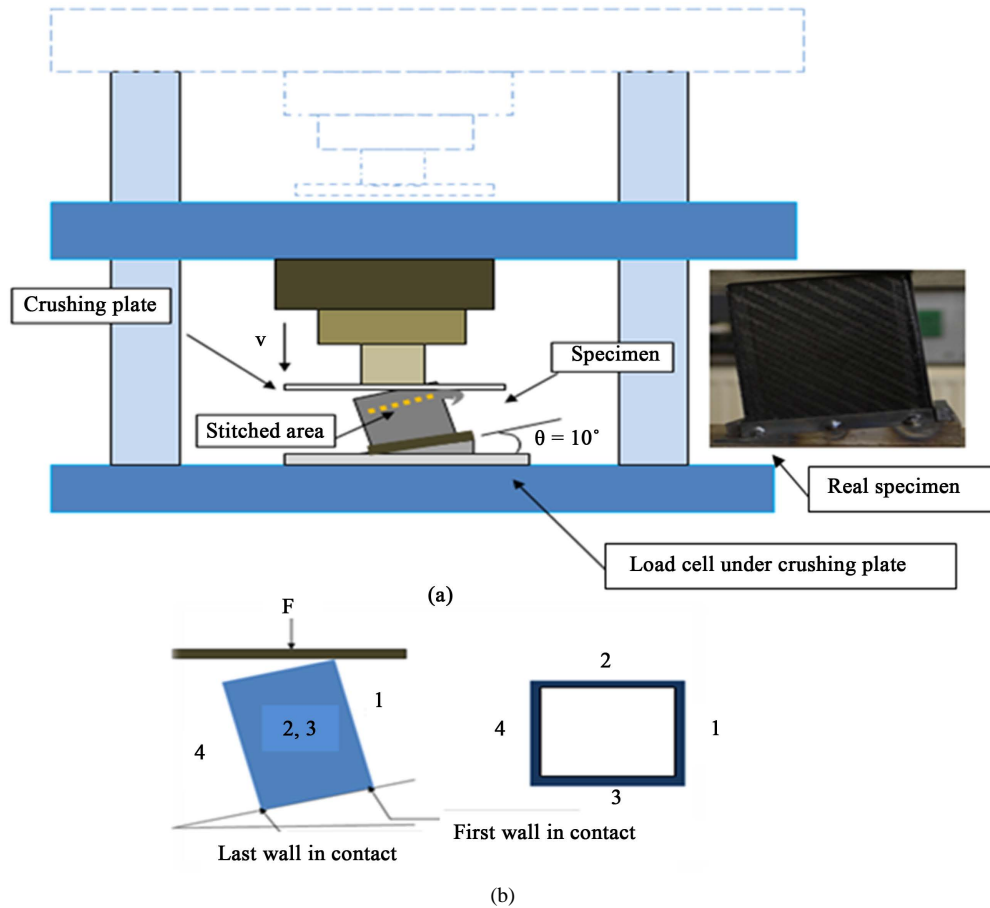 Crushing plate
v
Specimen
Stitched area
θ = 10˚
Real specimen
Load cell under crushing plate
(a)
F
2
1
4
2, 3
4
1
3
First wall in contact
Last wall in contact
(b)